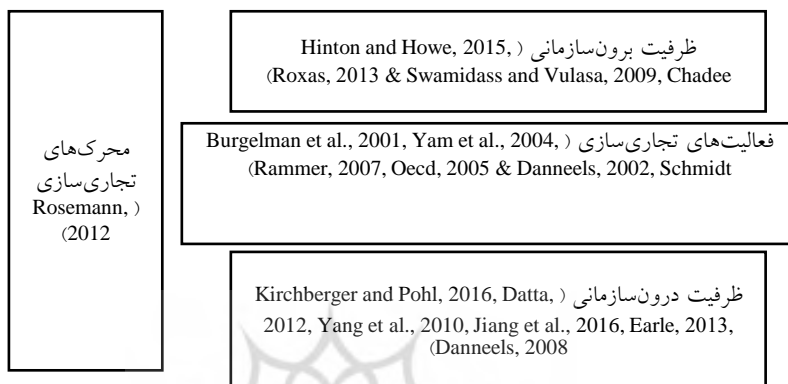 ظرفیت برون‌سازمانی ( Hinton and Howe, 2015,
Roxas, 2013 & Swamidass and Vulasa, 2009, Chadee)
فعالیت‌های تجاری‌سازی ( Burgelman et al., 2001, Yam et al., 2004,
Rammer, 2007, Oecd, 2005 & Danneels, 2002, Schmidt)
ظرفیت درون‌سازمانی ( Kirchberger and Pohl, 2016, Datta,
2012, Yang et al., 2010, Jiang et al., 2016, Earle, 2013,
Danneels, 2008)
محرک‌های
تجاری‌سازی
( Rosemann,
2012)